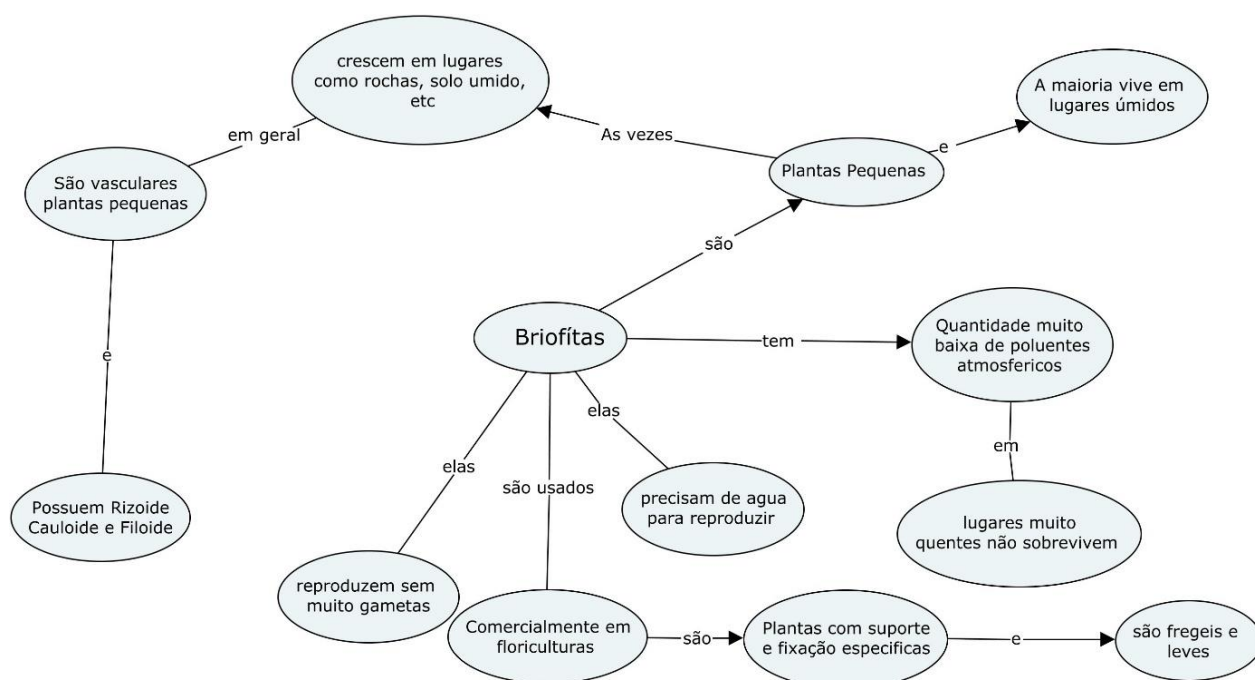 crescem em lugares
como rochas, solo umido,
etc
A maioria vive em
lugares úmidos
em geral
As vezes
e
São vasculares
plantas pequenas
Plantas Pequenas
são
Briofítas
tem
Quantidade muito
baixa de poluentes
atmosfericos
e
elas
em
elas
são usados
Possuem Rizoide
Cauloide e Filoide
precisam de agua
para reproduzir
lugares muito
quentes não sobrevivem
reproduzem sem
muito gametas
Comercialmente em
floriculturas
são
Plantas com suporte
e fixação especificas
e
são fregeis e
leves